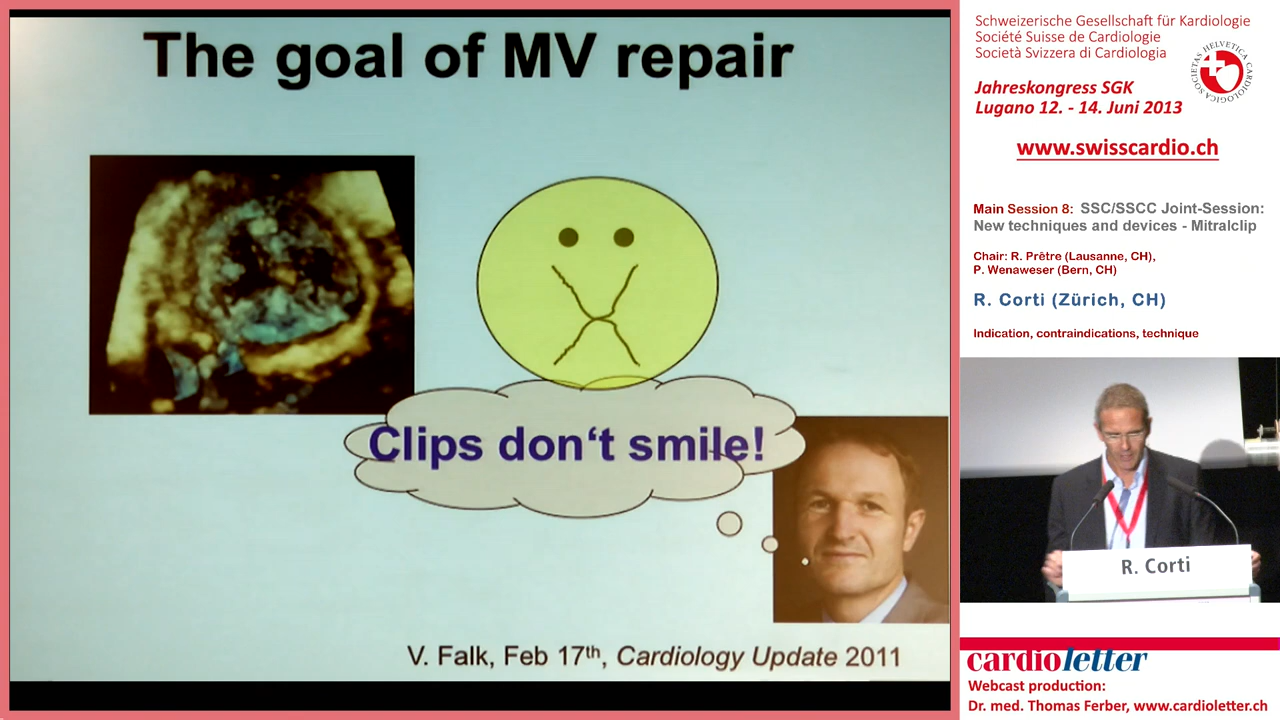 The goal of MV repair
Clips don‘t smile!
V. Falk, Feb 17th, Cardiology Update 2011
Schweizerische Gesellschaft für Kardiologie
Société Suisse de Cardiologie
Società Svizzera di Cardiologia
SOCIETAS HELVETICA CARDIOLOGICA
Jahreskongress SGK
Lugano 12. - 14. Juni 2013
www.swisscardio.ch
Main Session 8: SSC/SSCC Joint-Session:
New techniques and devices - Mitralclip
Chair: R. Prêtre (Lausanne, CH),
P. Wenaweser (Bern, CH)
R. Corti (Zürich, CH)
Indication, contraindications, technique
R. Corti
cardioletter
Webcast production:
Dr. med. Thomas Ferber, www.cardioletter.ch